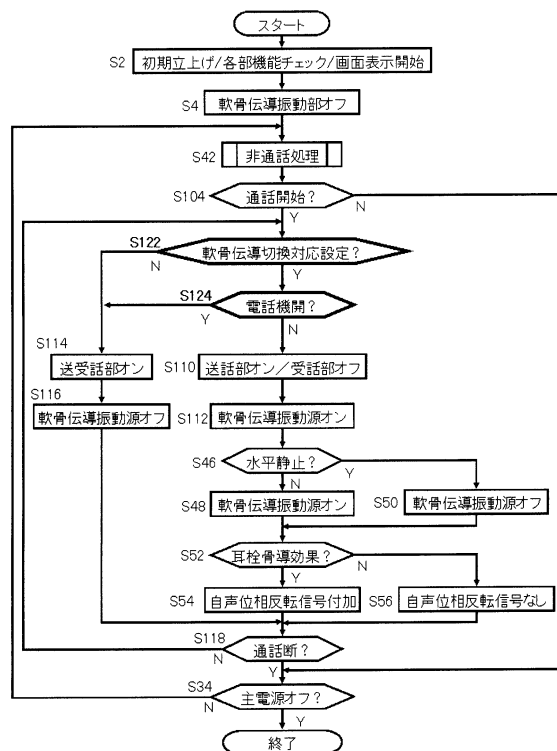 スタート
S2 初期立上げ/各部機能チェック/画面表示開始
S4 軟骨伝導振動部オフ
S42 非通話処理
S104 通話開始？
N
Y
S122 軟骨伝導切換対応設定？
N
Y
S124 電話機開？
Y
N
S114 送受話部オン
S110 送話部オン／受話部オフ
S116 軟骨伝導振動源オフ
S112 軟骨伝導振動源オン
S46 水平静止？
Y
N
S48 軟骨伝導振動源オン
S50 軟骨伝導振動源オフ
S52 耳栓骨導効果？
N
Y
S54 自声位相反転信号付加
S56 自声位相反転信号なし
S118 通話断？
N
Y
S34 主電源オフ？
N
Y
終了